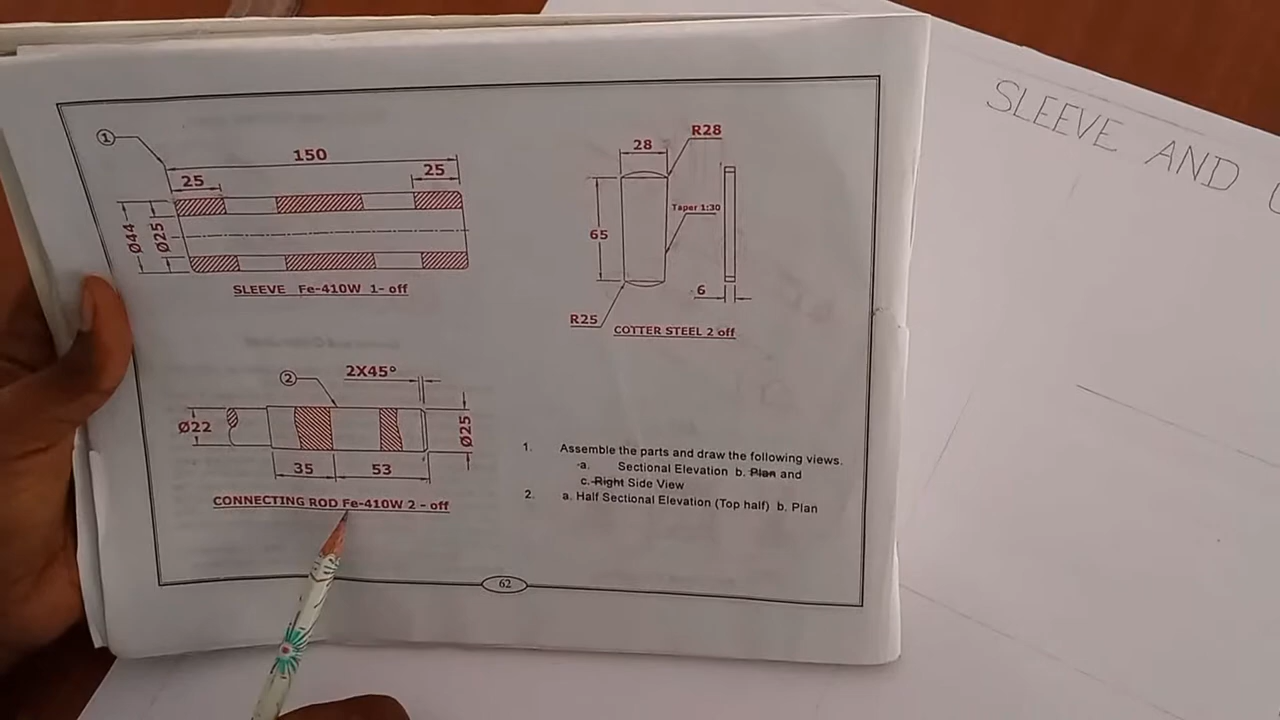 SLEEVE AND
①
150
25
25
Ø44
Ø25
SLEEVE Fe-410W 1- off
28
R28
Taper 1:30
65
6
R25
COTTER STEEL 2 off
②
2X45°
Ø22
Ø25
35
53
CONNECTING ROD Fe-410W 2 - off
1. Assemble the parts and draw the following views.
a. Sectional Elevation b. Plan and
c. Right Side View
2. a. Half Sectional Elevation (Top half) b. Plan
62